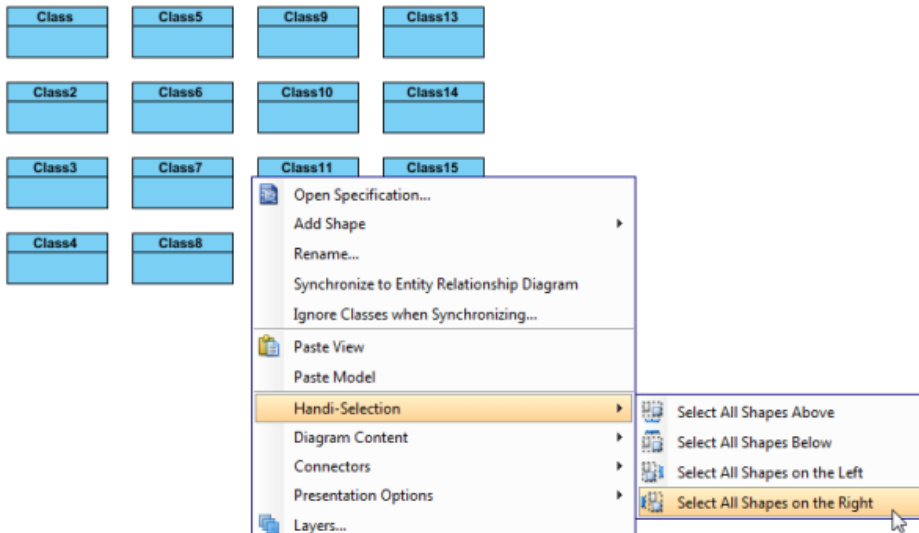 Class Class5 Class9 Class13
Class2 Class6 Class10 Class14
Class3 Class7 Class11 Class15
Class4 Class8
Open Specification...
Add Shape
Rename...
Synchronize to Entity Relationship Diagram
Ignore Classes when Synchronizing...
Paste View
Paste Model
Handi-Selection
Diagram Content
Connectors
Presentation Options
Layers...
Select All Shapes Above
Select All Shapes Below
Select All Shapes on the Left
Select All Shapes on the Right